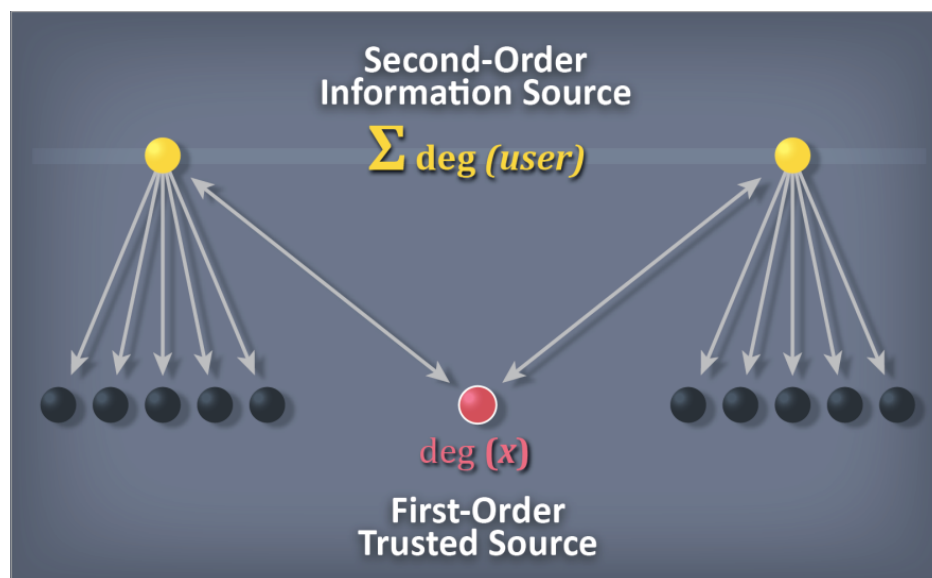 Second-Order
Information Source
Σ deg (user)
deg (x)
First-Order
Trusted Source